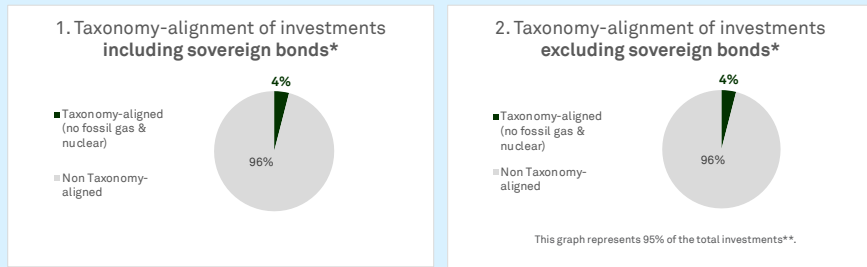 1. Taxonomy-alignment of investments
including sovereign bonds*
4%
Taxonomy-aligned
(no fossil gas &
nuclear)
96%
Non Taxonomy-
aligned
2. Taxonomy-alignment of investments
excluding sovereign bonds*
4%
Taxonomy-aligned
(no fossil gas &
nuclear)
96%
Non Taxonomy-
aligned
This graph represents 95% of the total investments**.